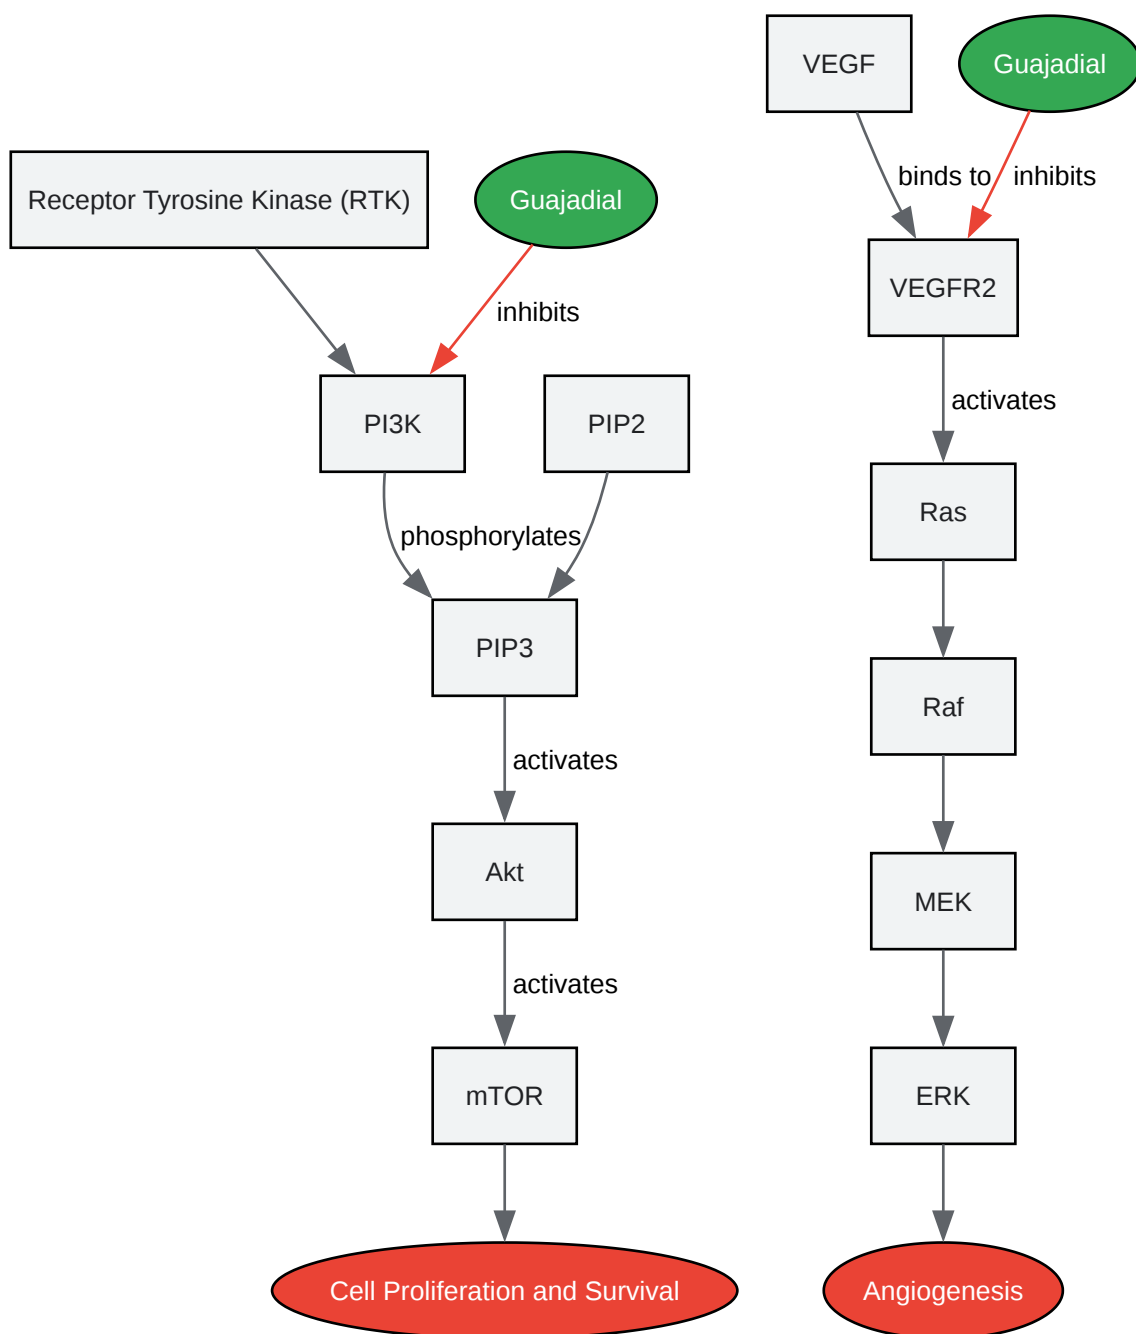 Receptor Tyrosine Kinase (RTK)
Guajadial
inhibits
PI3K
PIP2
phosphorylates
PIP3
activates
Akt
activates
mTOR
Cell Proliferation and Survival
VEGF
Guajadial
binds to
inhibits
VEGFR2
activates
Ras
Raf
MEK
ERK
Angiogenesis